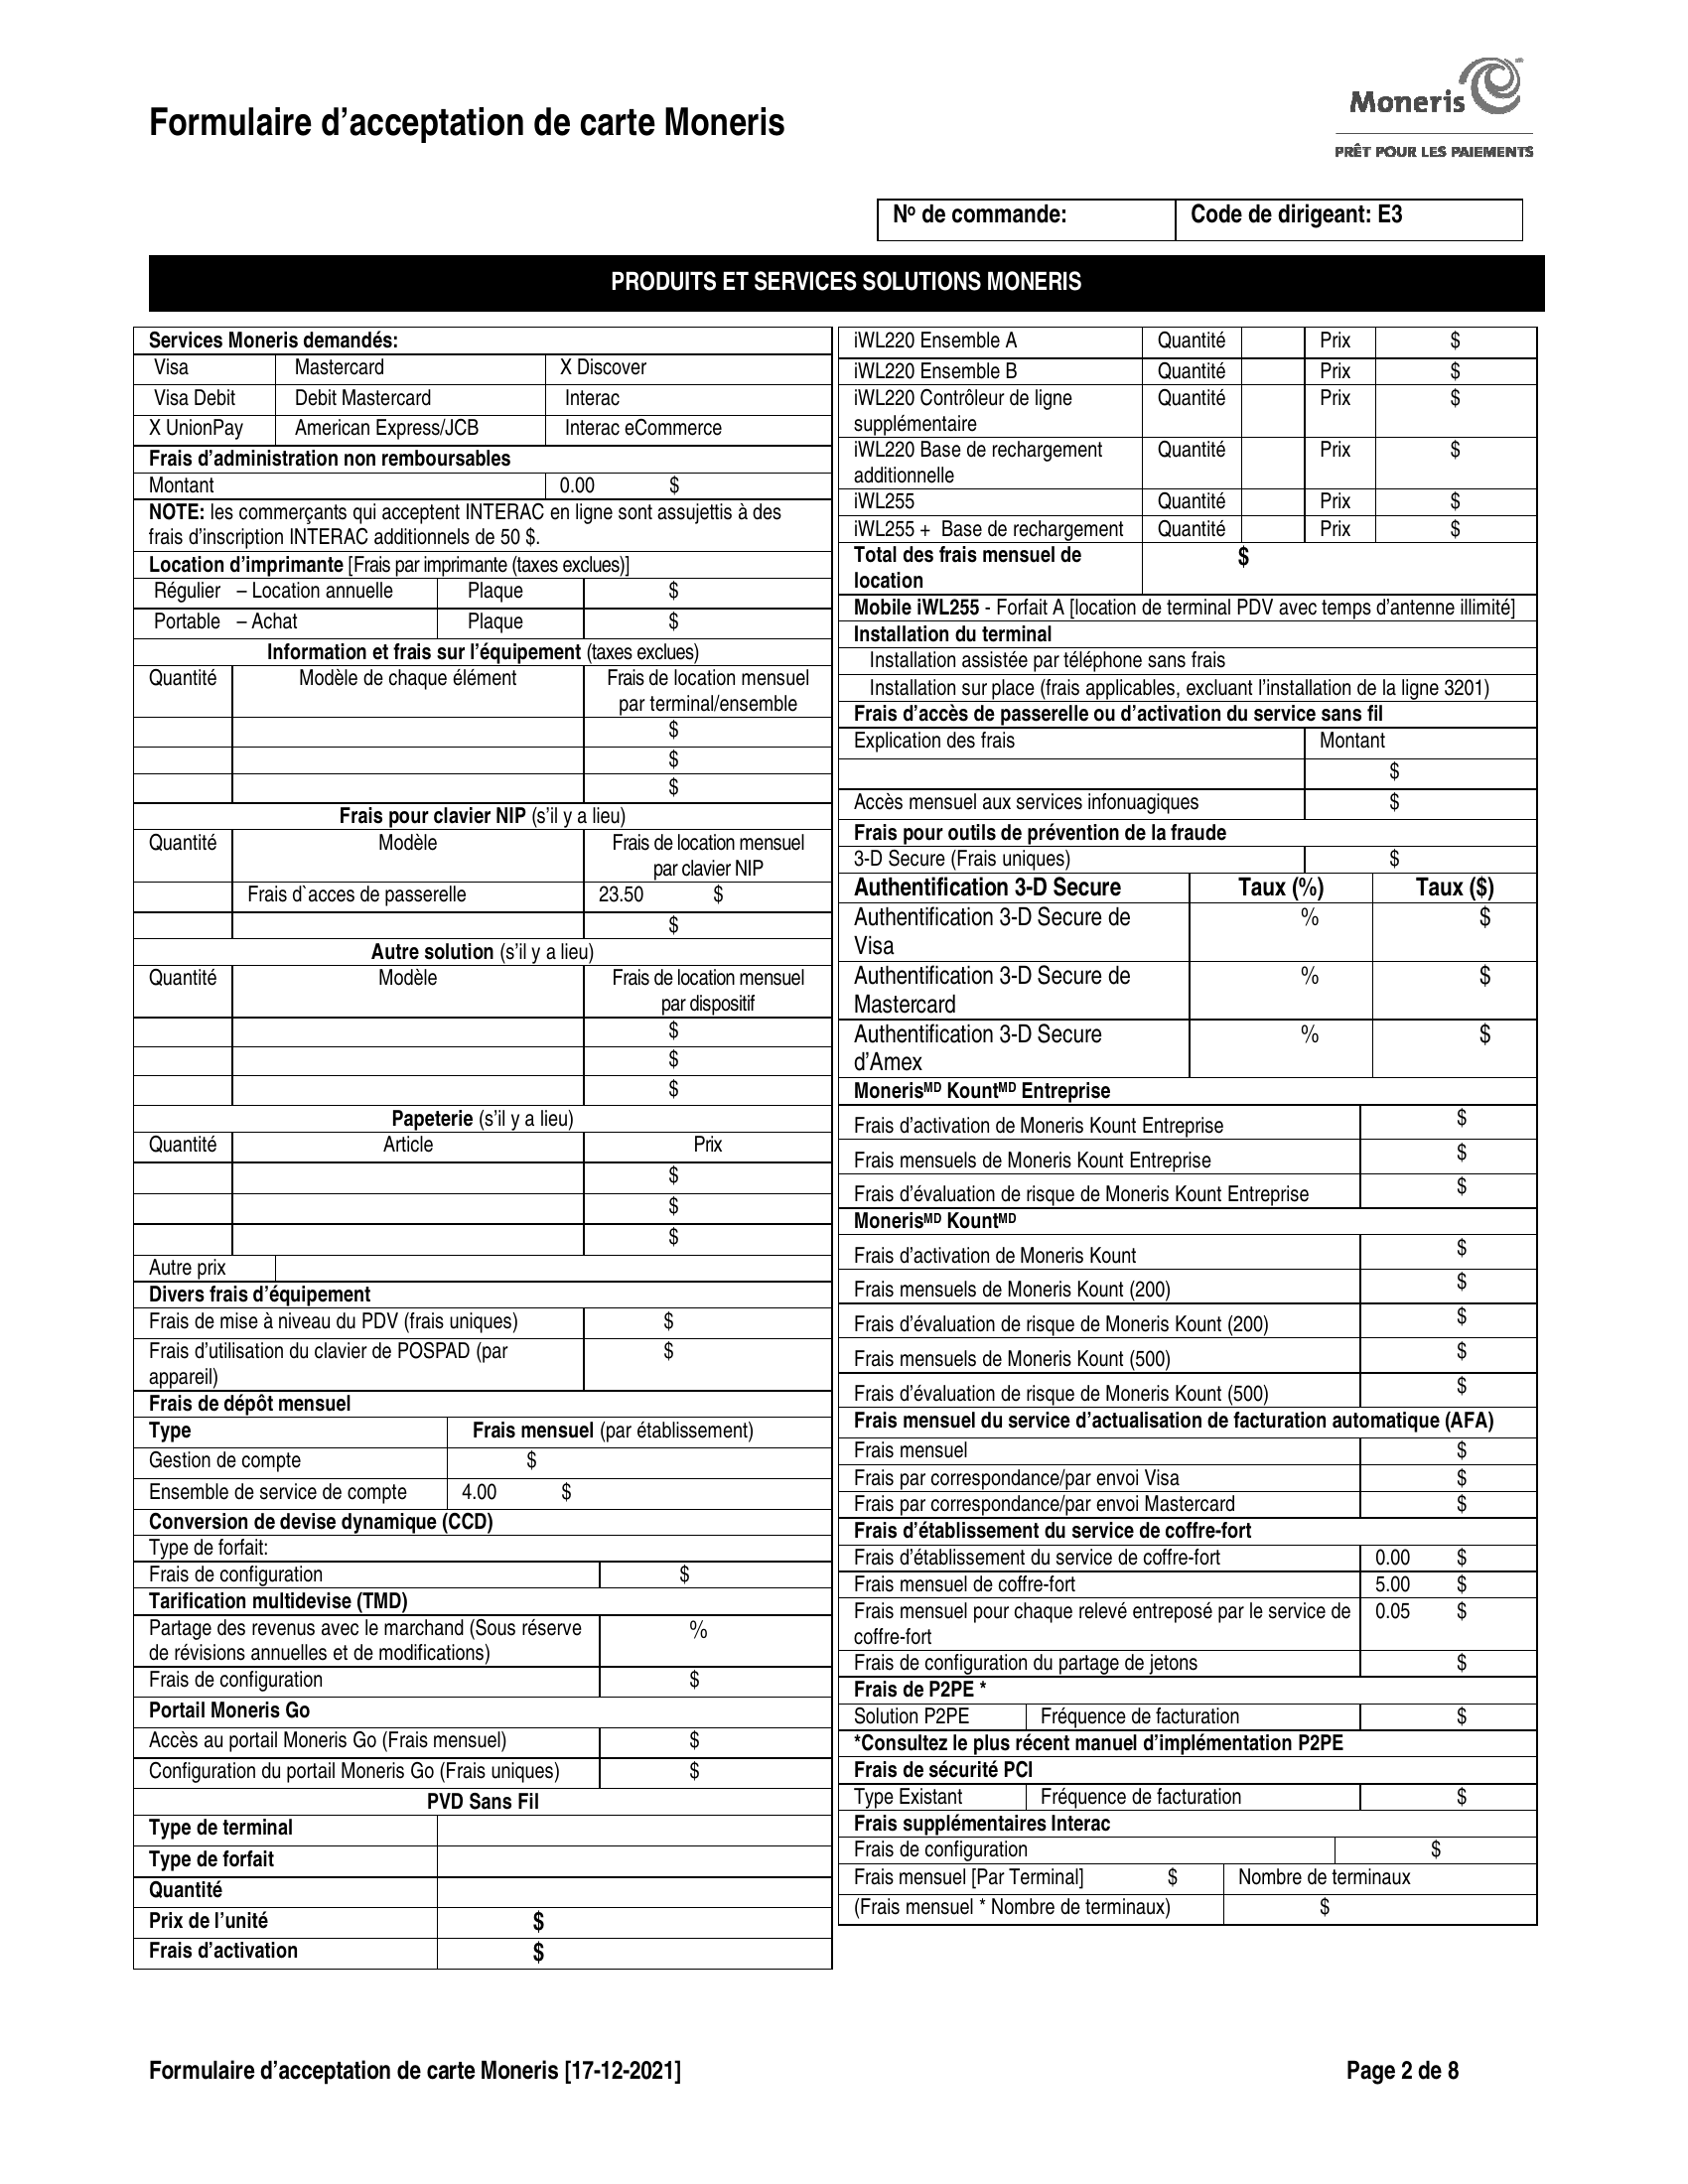 Formulaire d'acceptation de carte Moneris
Moneris
PRÊT POUR LES PAIEMENTS
Nº de commande: Code de dirigeant: E3
PRODUITS ET SERVICES SOLUTIONS MONERIS
Services Moneris demandés:
Visa Mastercard X Discover
Visa Debit Debit Mastercard Interac
X UnionPay American Express/JCB Interac eCommerce
Frais d'administration non remboursables
Montant 0.00 $
NOTE: les commerçants qui acceptent INTERAC en ligne sont assujettis à des
frais d'inscription INTERAC additionnels de 50 $.
Location d'imprimante [Frais par imprimante (taxes exclues)]
Régulier – Location annuelle Plaque $
Portable – Achat Plaque $
Information et frais sur l'équipement (taxes exclues)
Quantité Modèle de chaque élément Frais de location mensuel
par terminal/ensemble
$
$
$
Frais pour clavier NIP (s'il y a lieu)
Quantité Modèle Frais de location mensuel
par clavier NIP
Frais d`acces de passerelle 23.50 $
$
Autre solution (s'il y a lieu)
Quantité Modèle Frais de location mensuel
par dispositif
$
$
$
Papeterie (s'il y a lieu)
Quantité Article Prix
$
$
$
Autre prix
Divers frais d'équipement
Frais de mise à niveau du PDV (frais uniques) $
Frais d'utilisation du clavier de POSPAD (par $
appareil)
Frais de dépôt mensuel
Type Frais mensuel (par établissement)
Gestion de compte $
Ensemble de service de compte 4.00 $
Conversion de devise dynamique (CCD)
Type de forfait:
Frais de configuration $
Tarification multidevise (TMD)
Partage des revenus avec le marchand (Sous réserve %
de révisions annuelles et de modifications)
Frais de configuration $
Portail Moneris Go
Accès au portail Moneris Go (Frais mensuel) $
Configuration du portail Moneris Go (Frais uniques) $
PVD Sans Fil
Type de terminal
Type de forfait
Quantité
Prix de l'unité $
Frais d'activation $
iWL220 Ensemble A Quantité Prix $
iWL220 Ensemble B Quantité Prix $
iWL220 Contrôleur de ligne Quantité Prix $
supplémentaire
iWL220 Base de rechargement Quantité Prix $
additionnelle
iWL255 Quantité Prix $
iWL255 + Base de rechargement Quantité Prix $
Total des frais mensuel de $
location
Mobile iWL255 - Forfait A [location de terminal PDV avec temps d'antenne illimité]
Installation du terminal
Installation assistée par téléphone sans frais
Installation sur place (frais applicables, excluant l'installation de la ligne 3201)
Frais d'accès de passerelle ou d'activation du service sans fil
Explication des frais Montant
$
Accès mensuel aux services infonuagiques $
Frais pour outils de prévention de la fraude
3-D Secure (Frais uniques) $
Authentification 3-D Secure Taux (%) Taux ($)
Authentification 3-D Secure de % $
Visa
Authentification 3-D Secure de % $
Mastercard
Authentification 3-D Secure % $
d'Amex
Moneris<sup>MD</sup> Kount<sup>MD</sup> Entreprise
Frais d'activation de Moneris Kount Entreprise $
Frais mensuels de Moneris Kount Entreprise $
Frais d'évaluation de risque de Moneris Kount Entreprise $
Moneris<sup>MD</sup> Kount<sup>MD</sup>
Frais d'activation de Moneris Kount $
Frais mensuels de Moneris Kount (200) $
Frais d'évaluation de risque de Moneris Kount (200) $
Frais mensuels de Moneris Kount (500) $
Frais d'évaluation de risque de Moneris Kount (500) $
Frais mensuel du service d'actualisation de facturation automatique (AFA)
Frais mensuel $
Frais par correspondance/par envoi Visa $
Frais par correspondance/par envoi Mastercard $
Frais d'établissement du service de coffre-fort
Frais d'établissement du service de coffre-fort 0.00 $
Frais mensuel de coffre-fort 5.00 $
Frais mensuel pour chaque relevé entreposé par le service de 0.05 $
coffre-fort
Frais de configuration du partage de jetons $
Frais de P2PE *
Solution P2PE Fréquence de facturation $
*Consultez le plus récent manuel d'implémentation P2PE
Frais de sécurité PCI
Type Existant Fréquence de facturation $
Frais supplémentaires Interac
Frais de configuration $
Frais mensuel [Par Terminal] $ Nombre de terminaux
(Frais mensuel * Nombre de terminaux) $
Formulaire d'acceptation de carte Moneris [17-12-2021] Page 2 de 8